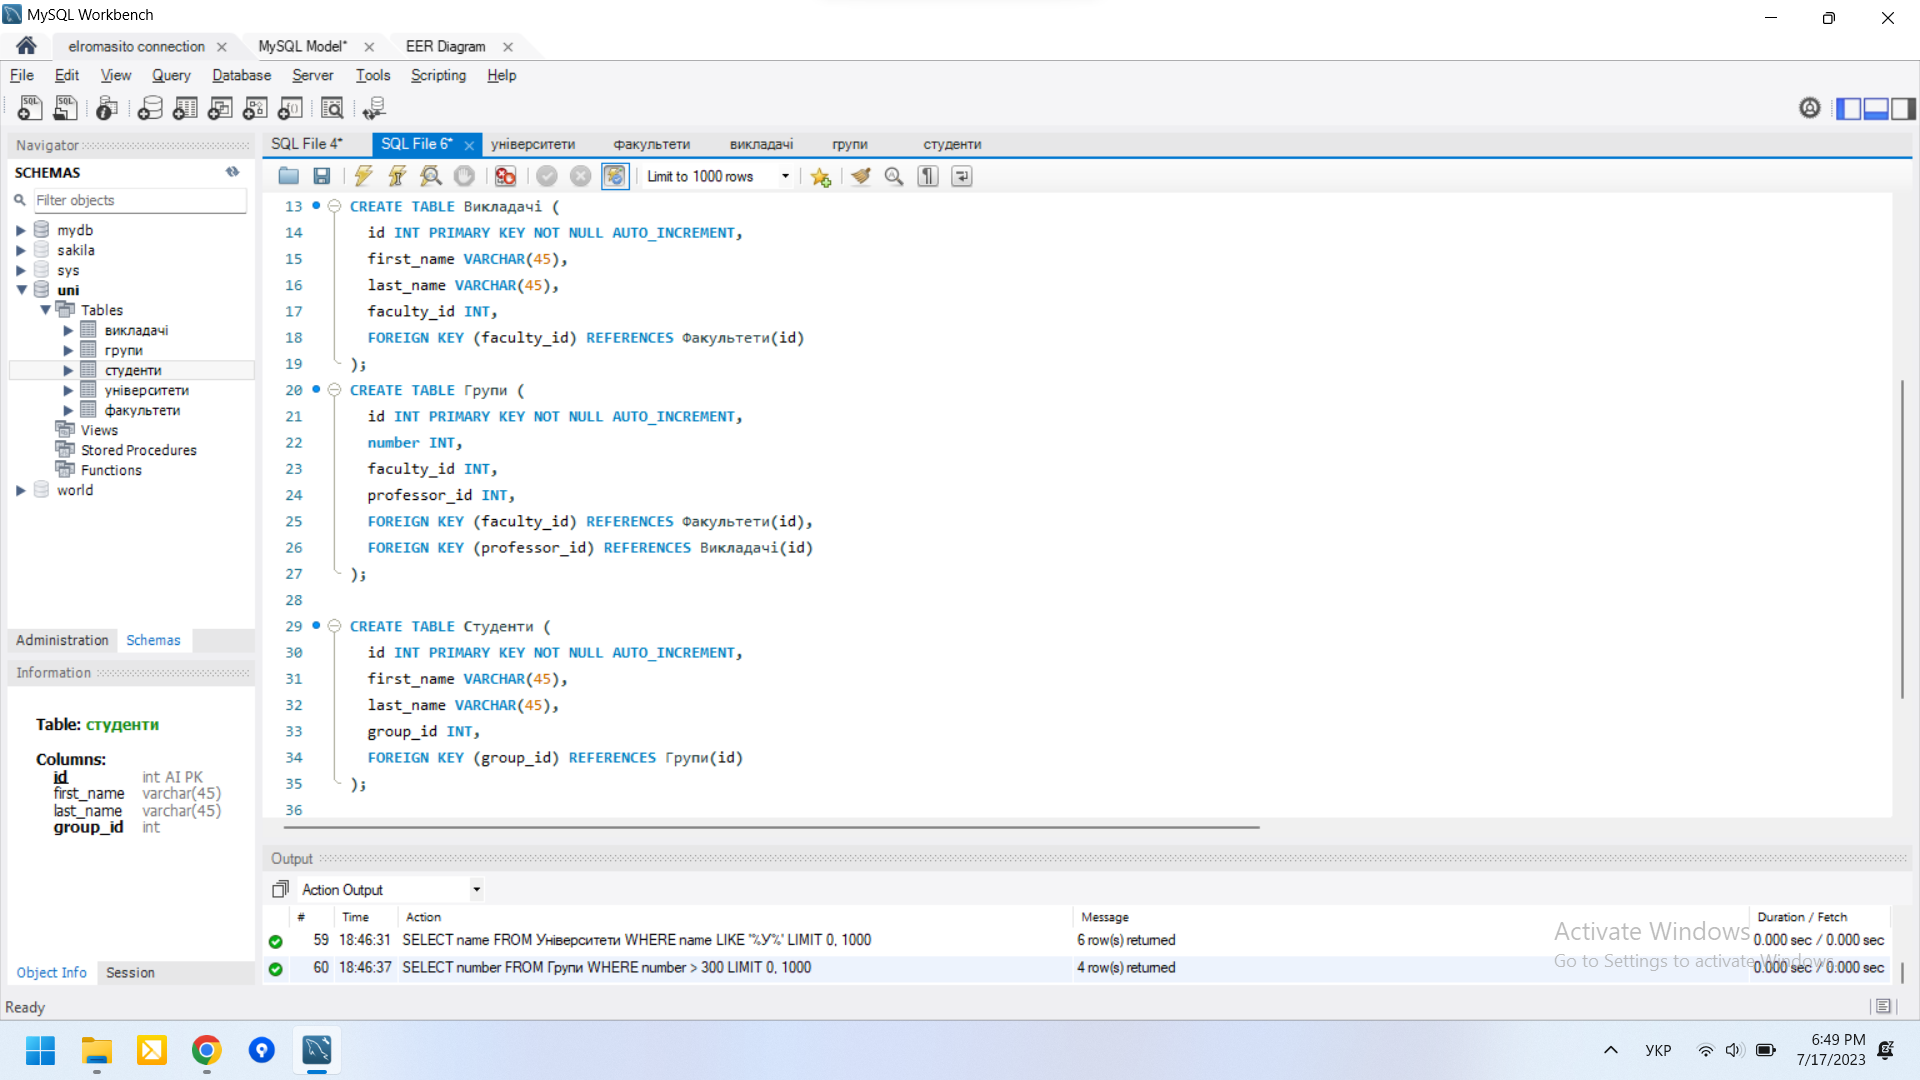 MySQL Workbench
elromasito connection
MySQL Model*
EER Diagram
File Edit View Query Database Server Tools Scripting Help
Navigator
SCHEMAS
Filter objects
mydb
sakila
sys
uni
Tables
викладачі
групи
студенти
університети
факультети
Views
Stored Procedures
Functions
world
Administration Schemas
Information
Table: студенти
Columns:
id int AI PK
first_name varchar(45)
last_name varchar(45)
group_id int
Object Info Session
SQL File 4* SQL File 6* університети факультети викладачі групи студенти
Limit to 1000 rows
13 CREATE TABLE Викладачі (
14 id INT PRIMARY KEY NOT NULL AUTO_INCREMENT,
15 first_name VARCHAR(45),
16 last_name VARCHAR(45),
17 faculty_id INT,
18 FOREIGN KEY (faculty_id) REFERENCES Факультети(id)
19 );
20 CREATE TABLE Групи (
21 id INT PRIMARY KEY NOT NULL AUTO_INCREMENT,
22 number INT,
23 faculty_id INT,
24 professor_id INT,
25 FOREIGN KEY (faculty_id) REFERENCES Факультети(id),
26 FOREIGN KEY (professor_id) REFERENCES Викладачі(id)
27 );
28
29 CREATE TABLE Студенти (
30 id INT PRIMARY KEY NOT NULL AUTO_INCREMENT,
31 first_name VARCHAR(45),
32 last_name VARCHAR(45),
33 group_id INT,
34 FOREIGN KEY (group_id) REFERENCES Групи(id)
35 );
36
Output
Action Output
# Time Action Message Duration / Fetch
59 18:46:31 SELECT name FROM Університети WHERE name LIKE '%У%' LIMIT 0, 1000 6 row(s) returned 0.000 sec / 0.000 sec
60 18:46:37 SELECT number FROM Групи WHERE number > 300 LIMIT 0, 1000 4 row(s) returned 0.000 sec / 0.000 sec
Activate Windows
Go to Settings to activate Windows.
Ready
УКР
6:49 PM
7/17/2023